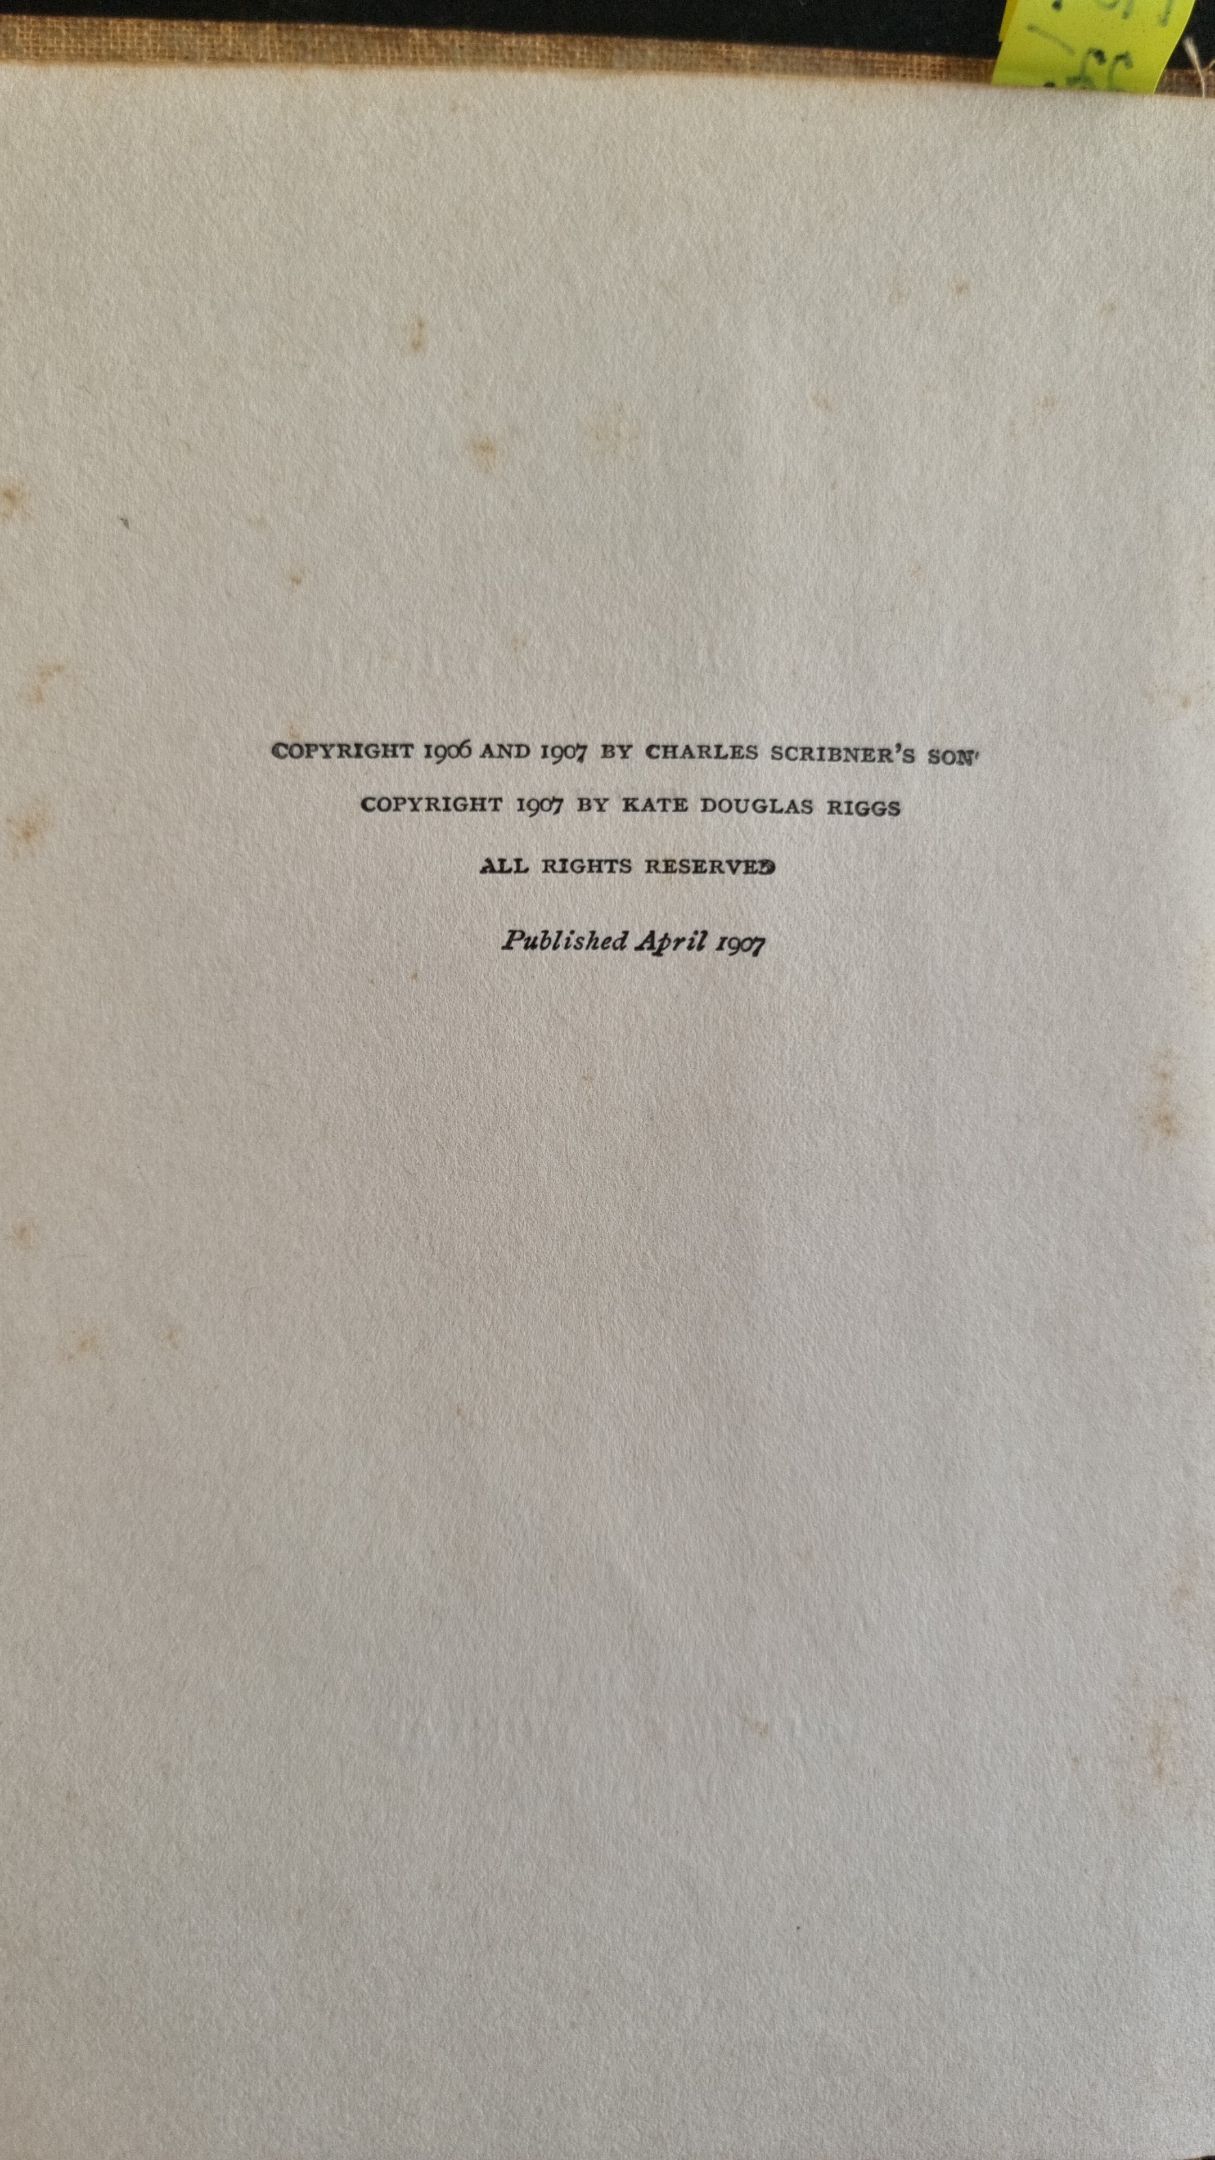 COPYRIGHT 1906 AND 1907 BY CHARLES SCRIBNER'S SON'
COPYRIGHT 1907 BY KATE DOUGLAS RIGGS
ALL RIGHTS RESERVED
Published April 1907